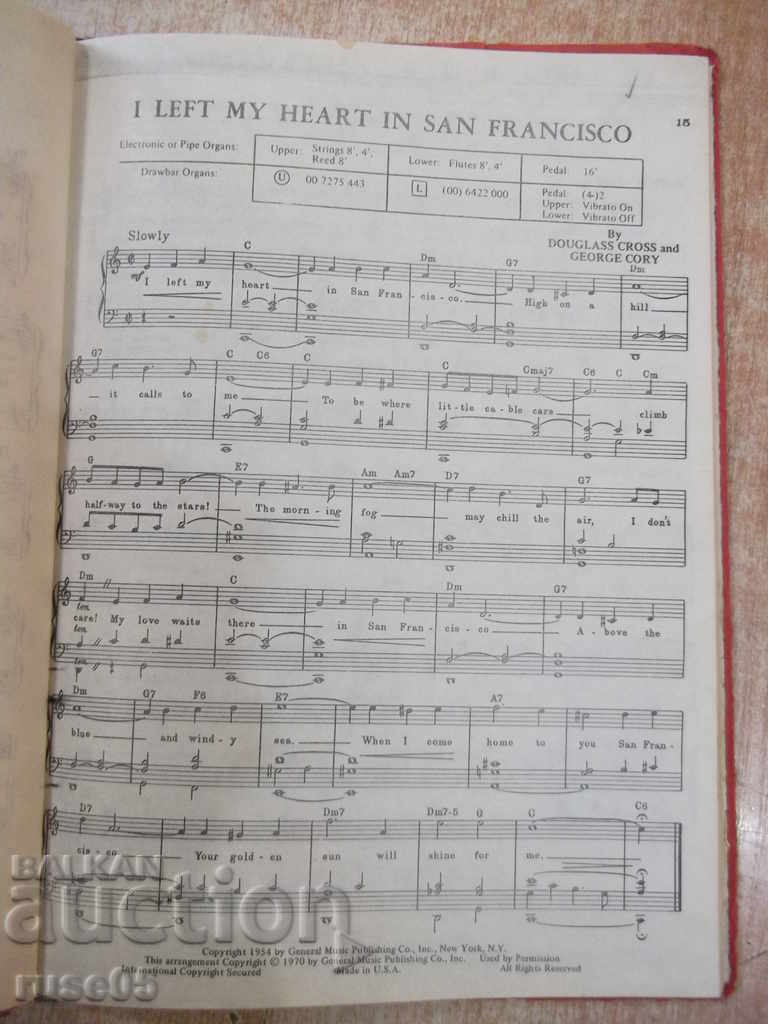 I LEFT MY HEART IN SAN FRANCISCO
15
Electronic or Pipe Organs: Upper: Strings 8', 4', Reed 8' Lower: Flutes 8', 4' Pedal: 16'
Drawbar Organs: U 00 7275 443 L (00) 6422 000 Pedal: (4-)2 Upper: Vibrato On Lower: Vibrato Off
By
DOUGLASS CROSS and
GEORGE CORY
Slowly
C Dm G7 Dm
mf
I left my heart in San Fran - cis - co. High on a hill
G7 C C6 C C Cmaj7 C6 C Cm
it calls to me To be where lit-tle ca-ble cars climb
G E7 Am Am7 D7 G7
half-way to the stars! The morn - ing fog may chill the air, I don't
Dm C Dm G7
ten.
care! My love waits there in San Fran - cis - co A - bove the
ten.
Dm G7 F6 E7 A7
blue and wind - y sea. When I come home to you San Fran -
D7 G7 Dm7 Dm7-5 G C C6
cis - co Your gold - en sun will shine for me.
Copyright 1954 by General Music Publishing Co., Inc., New York, N.Y.
This arrangement Copyright © 1970 by General Music Publishing Co., Inc. Used by Permission
International Copyright Secured Made in U.S.A. All Rights Reserved
BALKAN
auction
ruse05